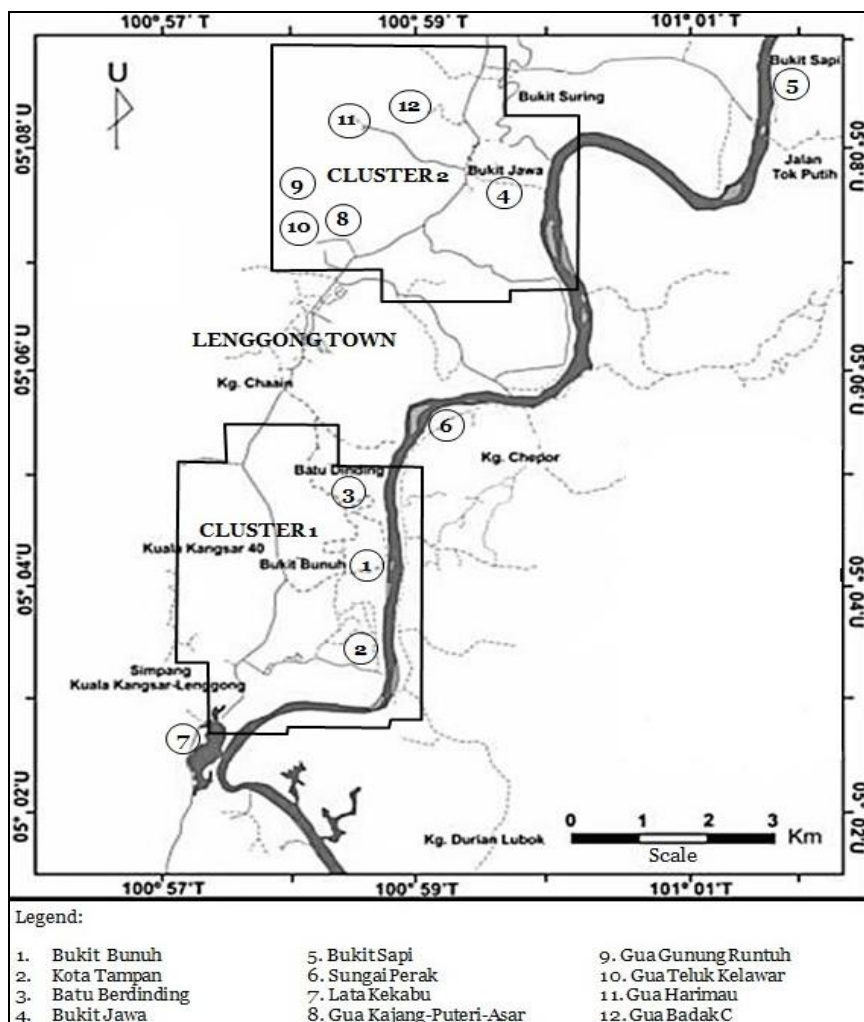 100° 57' T 100° 59' T 101° 01' T
U
Bukit Sapi
5
Bukit Suring
12
11
05° 08' U 05° 08' U
Jalan
Tok Putih
CLUSTER 2
Bukit Jawa
9
4
8
10
LENGGONG TOWN
05° 06' U 05° 06' U
Kg. Chaain
6
Kg. Chepor
Batu Dinding
3
CLUSTER 1
Kuala Kangsar 40
Bukit Bunuh
1
05° 04' U 05° 04' U
2
Simpang
Kuala Kangsar-Lenggong
7
05° 02' U 05° 02' U
0 1 2 3
Km
Scale
Kg. Durian Lubok
100° 57' T 100° 59' T 101° 01' T
Legend:
1. Bukit Bunuh
2. Kota Tampan
3. Batu Berdinding
4. Bukit Jawa
5. Bukit Sapi
6. Sungai Perak
7. Lata Kekabu
8. Gua Kajang-Puteri-Asar
9. Gua Gunung Runtuh
10. Gua Teluk Kelawar
11. Gua Harimau
12. Gua Badak C